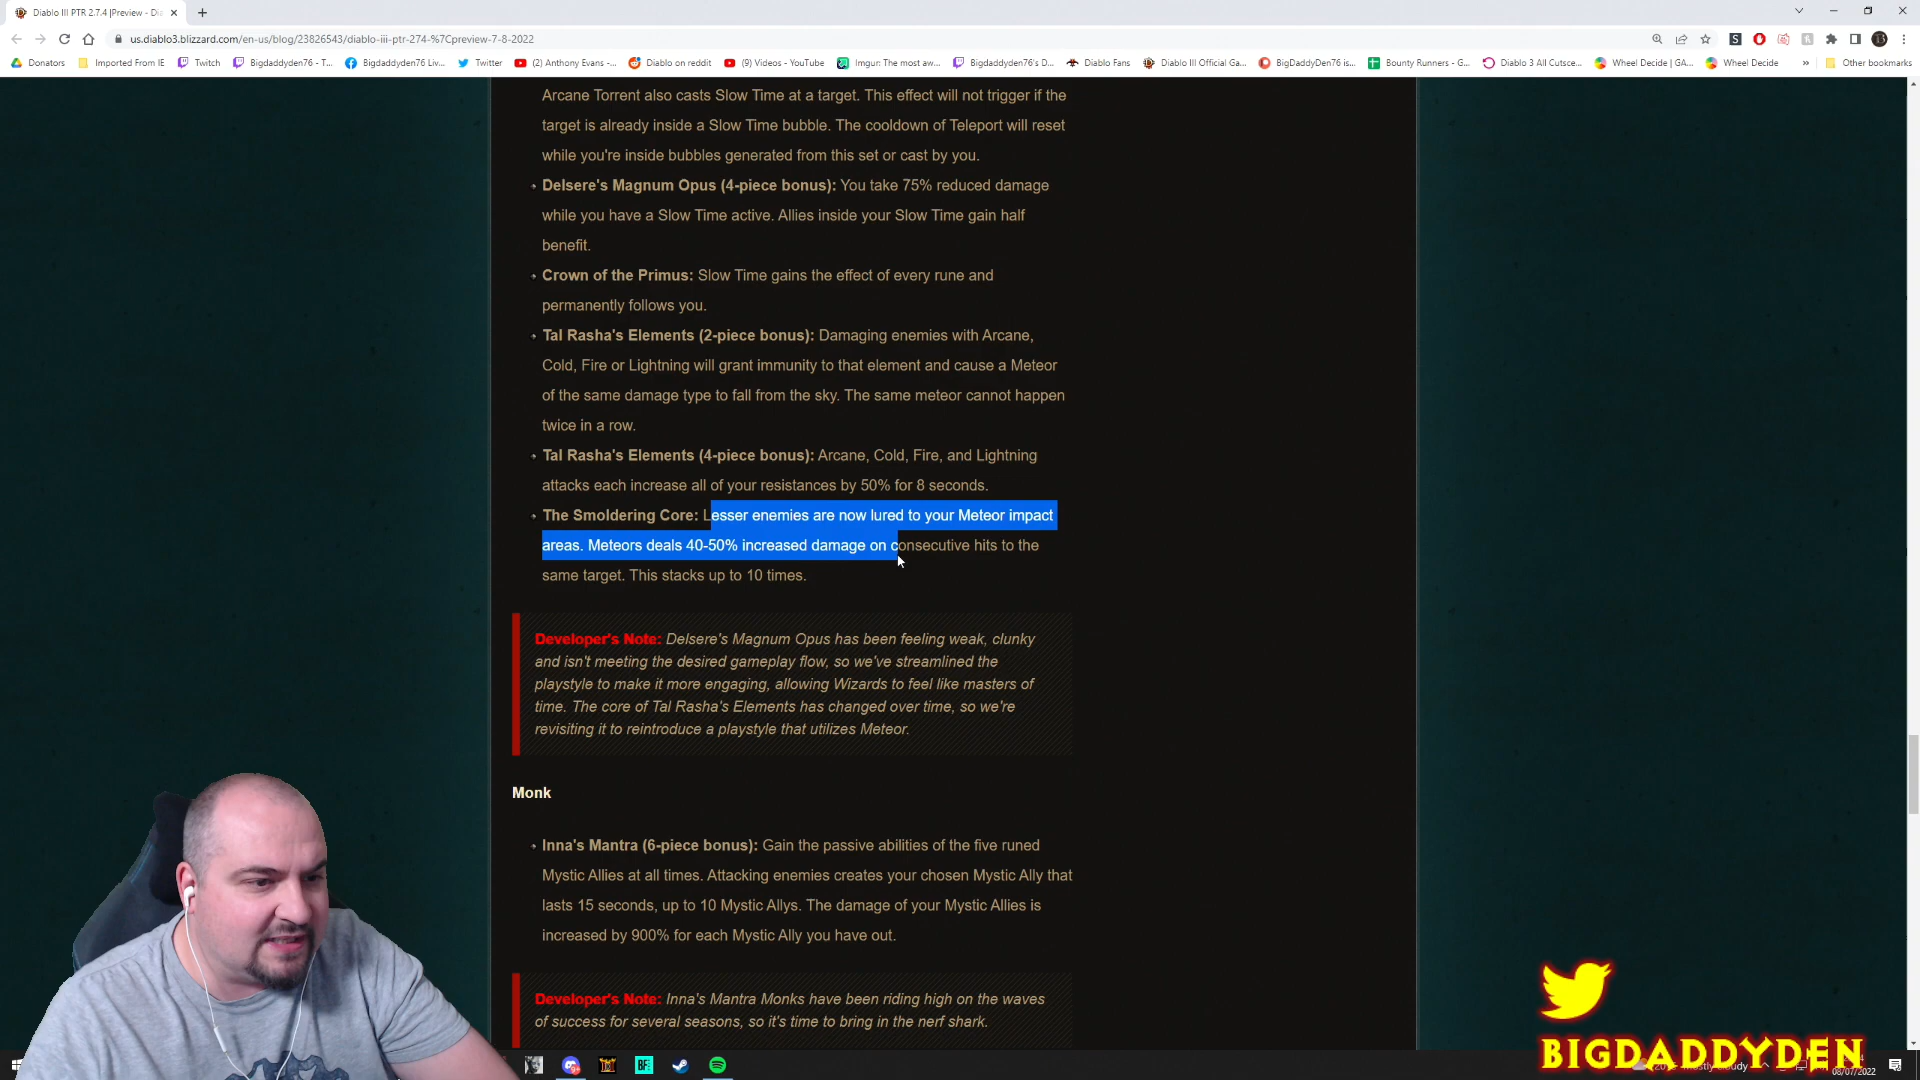 Diablo III PTR 2.7.4 |Preview - Dia
us.diablo3.blizzard.com/en-us/blog/23826543/diablo-iii-ptr-274-%7Cpreview-7-8-2022
Donators
Imported From IE
Twitch
Bigdaddyden76 - T...
Bigdaddyden76 Liv...
Twitter
(2) Anthony Evans -...
Diablo on reddit
(9) Videos - YouTube
Imgur: The most aw...
Bigdaddyden76's D...
Diablo Fans
Diablo III Official Ga...
BigDaddyDen76 is...
Bounty Runners - G...
Diablo 3 All Cutsce...
Wheel Decide | GA...
Wheel Decide
»
Other bookmarks
Arcane Torrent also casts Slow Time at a target. This effect will not trigger if the
target is already inside a Slow Time bubble. The cooldown of Teleport will reset
while you're inside bubbles generated from this set or cast by you.
Delsere's Magnum Opus (4-piece bonus): You take 75% reduced damage
while you have a Slow Time active. Allies inside your Slow Time gain half
benefit.
Crown of the Primus: Slow Time gains the effect of every rune and
permanently follows you.
Tal Rasha's Elements (2-piece bonus): Damaging enemies with Arcane,
Cold, Fire or Lightning will grant immunity to that element and cause a Meteor
of the same damage type to fall from the sky. The same meteor cannot happen
twice in a row.
Tal Rasha's Elements (4-piece bonus): Arcane, Cold, Fire, and Lightning
attacks each increase all of your resistances by 50% for 8 seconds.
The Smoldering Core: Lesser enemies are now lured to your Meteor impact
areas. Meteors deals 40-50% increased damage on consecutive hits to the
same target. This stacks up to 10 times.
Developer's Note: Delsere's Magnum Opus has been feeling weak, clunky
and isn't meeting the desired gameplay flow, so we've streamlined the
playstyle to make it more engaging, allowing Wizards to feel like masters of
time. The core of Tal Rasha's Elements has changed over time, so we're
revisiting it to reintroduce a playstyle that utilizes Meteor.
Monk
Inna's Mantra (6-piece bonus): Gain the passive abilities of the five runed
Mystic Allies at all times. Attacking enemies creates your chosen Mystic Ally that
lasts 15 seconds, up to 10 Mystic Allys. The damage of your Mystic Allies is
increased by 900% for each Mystic Ally you have out.
Developer's Note: Inna's Mantra Monks have been riding high on the waves
of success for several seasons, so it's time to bring in the nerf shark.
BIGDADDYDEN
08/07/2022